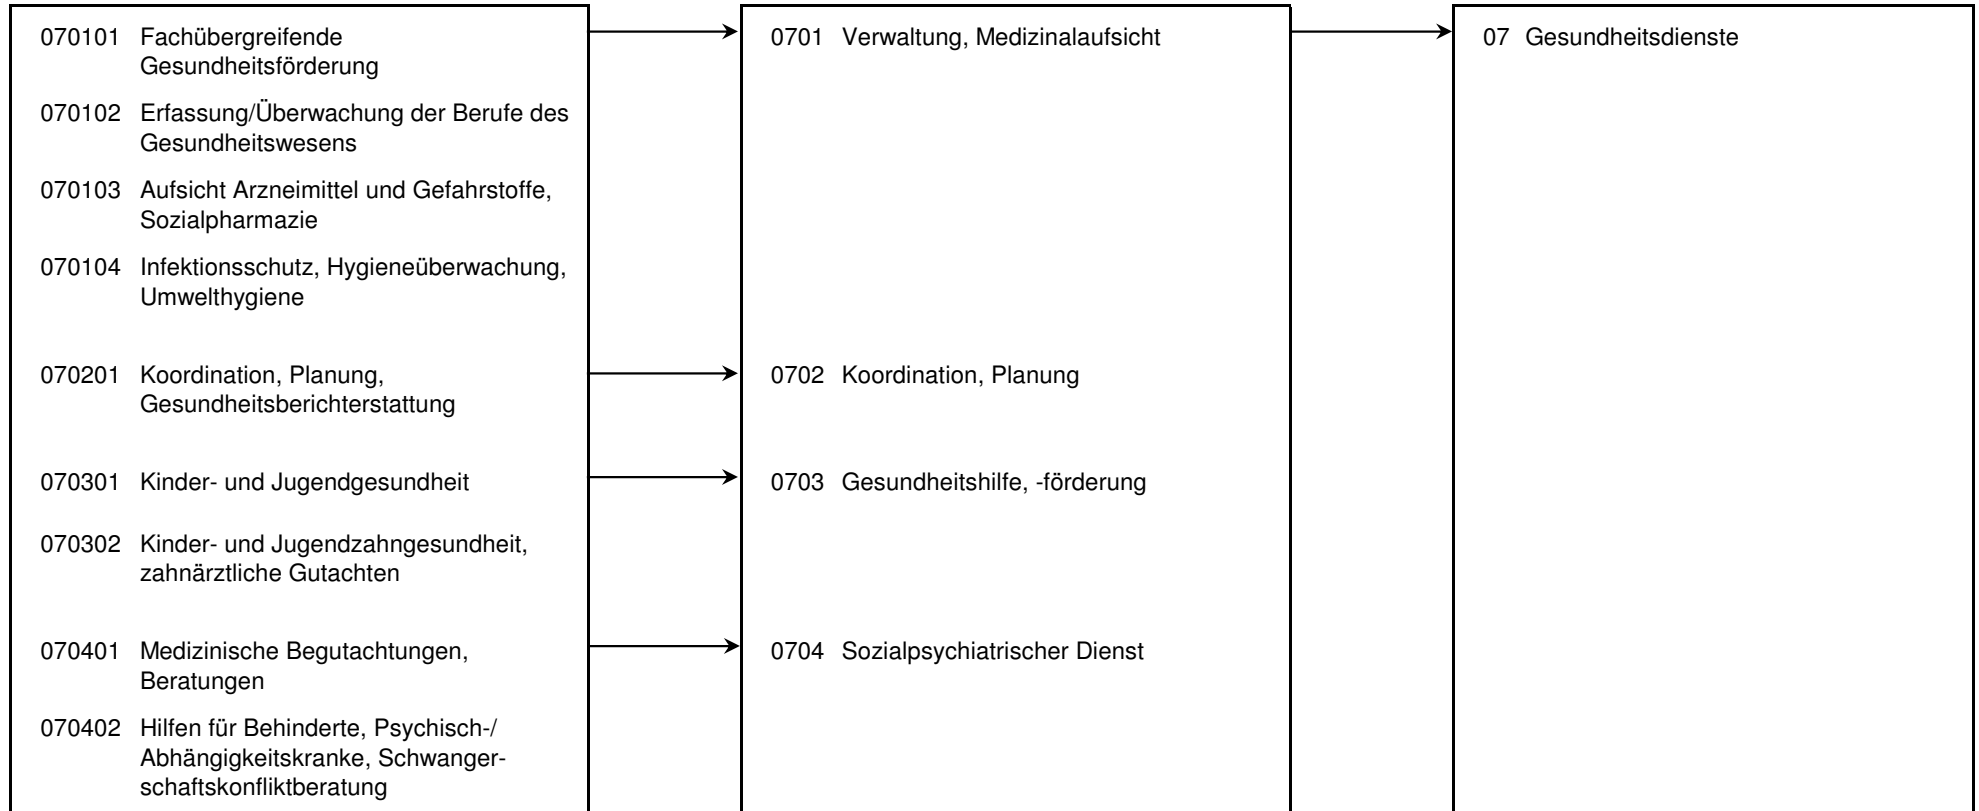 070101 Fachübergreifende
Gesundheitsförderung
070102 Erfassung/Überwachung der Berufe des
Gesundheitswesens
070103 Aufsicht Arzneimittel und Gefahrstoffe,
Sozialpharmazie
070104 Infektionsschutz, Hygieneüberwachung,
Umwelthygiene
070201 Koordination, Planung,
Gesundheitsberichterstattung
070301 Kinder- und Jugendgesundheit
070302 Kinder- und Jugendzahngesundheit,
zahnärztliche Gutachten
070401 Medizinische Begutachtungen,
Beratungen
070402 Hilfen für Behinderte, Psychisch-/
Abhängigkeitskranke, Schwanger-
schaftskonfliktberatung
0701 Verwaltung, Medizinalaufsicht
0702 Koordination, Planung
0703 Gesundheitshilfe, -förderung
0704 Sozialpsychiatrischer Dienst
07 Gesundheitsdienste